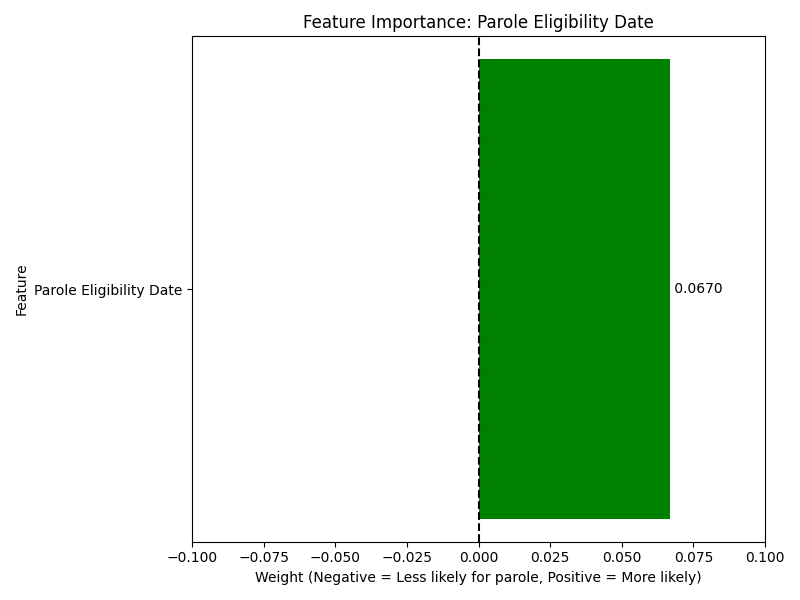 Feature Importance: Parole Eligibility Date
Feature
Parole Eligibility Date
0.0670
−0.100 −0.075 −0.050 −0.025 0.000 0.025 0.050 0.075 0.100
Weight (Negative = Less likely for parole, Positive = More likely)